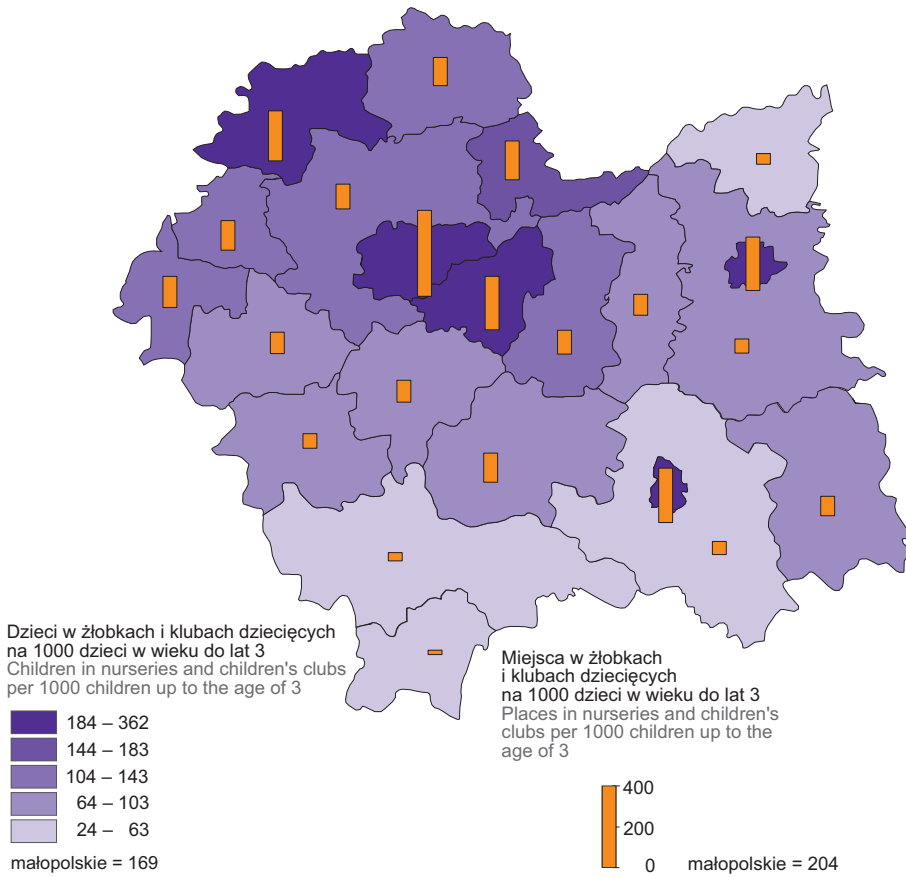 Dzieci w żłobkach i klubach dziecięcych
na 1000 dzieci w wieku do lat 3
Children in nurseries and children's clubs
per 1000 children up to the age of 3
184 – 362
144 – 183
104 – 143
64 – 103
24 – 63
małopolskie = 169
Miejsca w żłobkach
i klubach dziecięcych
na 1000 dzieci w wieku do lat 3
Places in nurseries and children's
clubs per 1000 children up to the
age of 3
400
200
0
małopolskie = 204